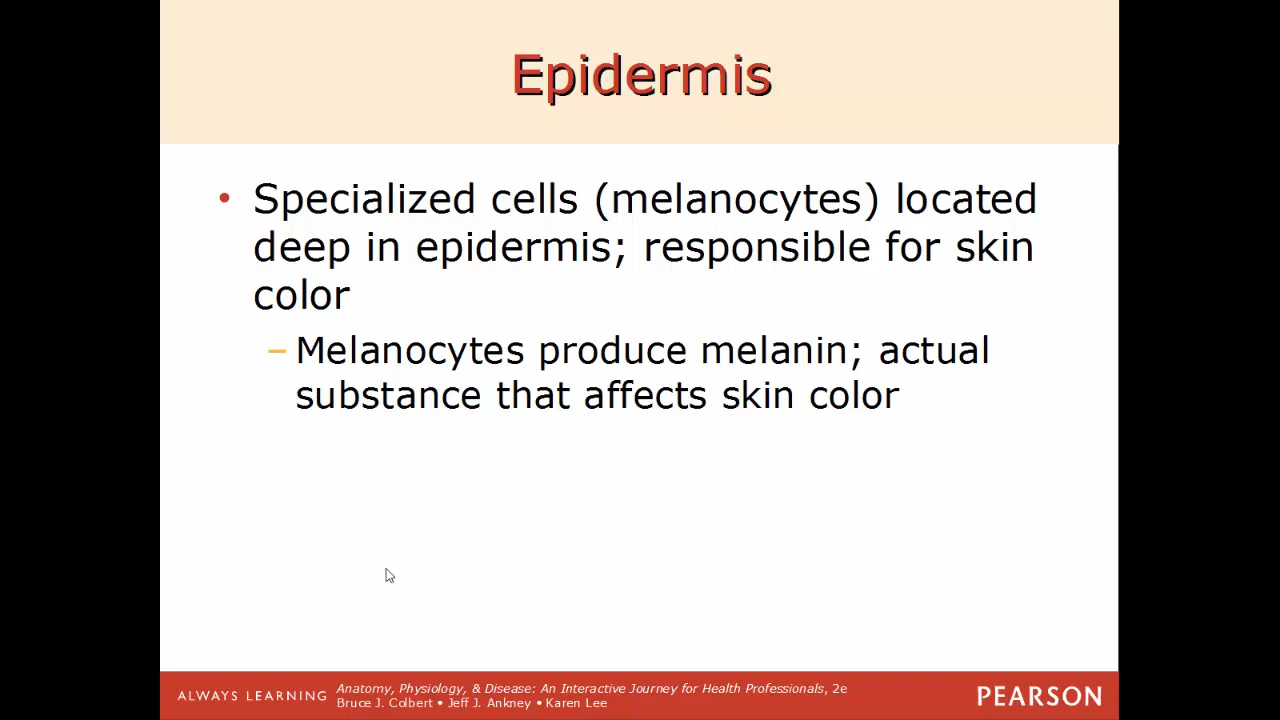 Epidermis
• Specialized cells (melanocytes) located
deep in epidermis; responsible for skin
color
– Melanocytes produce melanin; actual
substance that affects skin color
ALWAYS LEARNING
Anatomy, Physiology, & Disease: An Interactive Journey for Health Professionals, 2e
Bruce J. Colbert • Jeff J. Ankney • Karen Lee
PEARSON